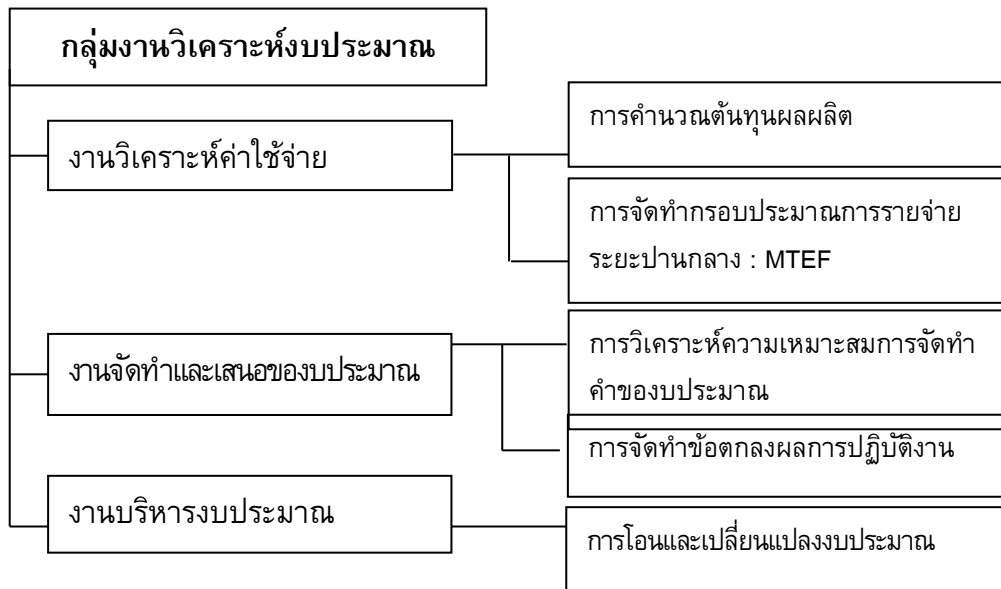 กลุ่มงานวิเคราะห์งบประมาณ
งานวิเคราะห์ค่าใช้จ่าย
การคำนวณต้นทุนผลผลิต
การจัดทำกรอบประมาณการรายจ่าย
ระยะปานกลาง : MTEF
งานจัดทำและเสนอของบประมาณ
การวิเคราะห์ความเหมาะสมการจัดทำ
คำของบประมาณ
การจัดทำข้อตกลงผลการปฏิบัติงาน
งานบริหารงบประมาณ
การโอนและเปลี่ยนแปลงงบประมาณ